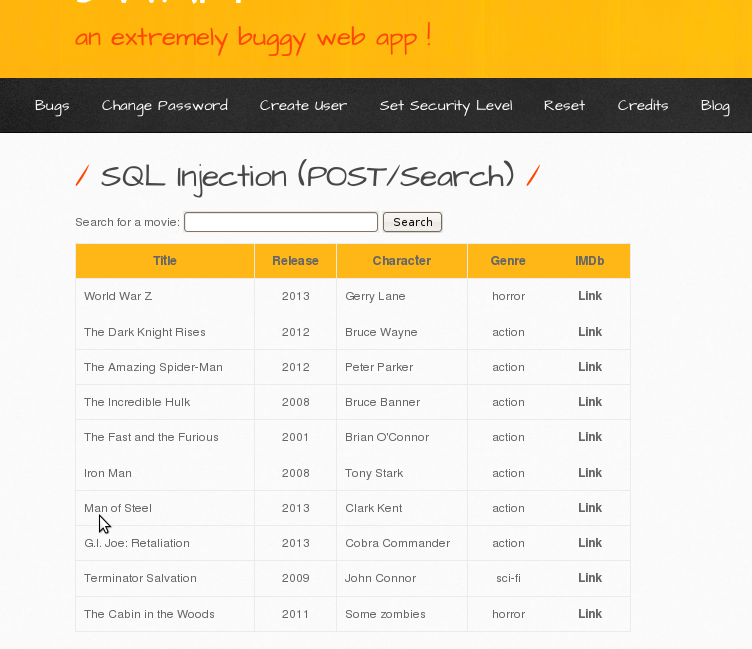 an extremely buggy web app !
Bugs Change Password Create User Set Security Level Reset Credits Blog
/ SQL Injection (POST/Search) /
Search for a movie: Search
Title Release Character Genre IMDb
World War Z 2013 Gerry Lane horror Link
The Dark Knight Rises 2012 Bruce Wayne action Link
The Amazing Spider-Man 2012 Peter Parker action Link
The Incredible Hulk 2008 Bruce Banner action Link
The Fast and the Furious 2001 Brian O'Connor action Link
Iron Man 2008 Tony Stark action Link
Man of Steel 2013 Clark Kent action Link
G.I. Joe: Retaliation 2013 Cobra Commander action Link
Terminator Salvation 2009 John Connor sci-fi Link
The Cabin in the Woods 2011 Some zombies horror Link